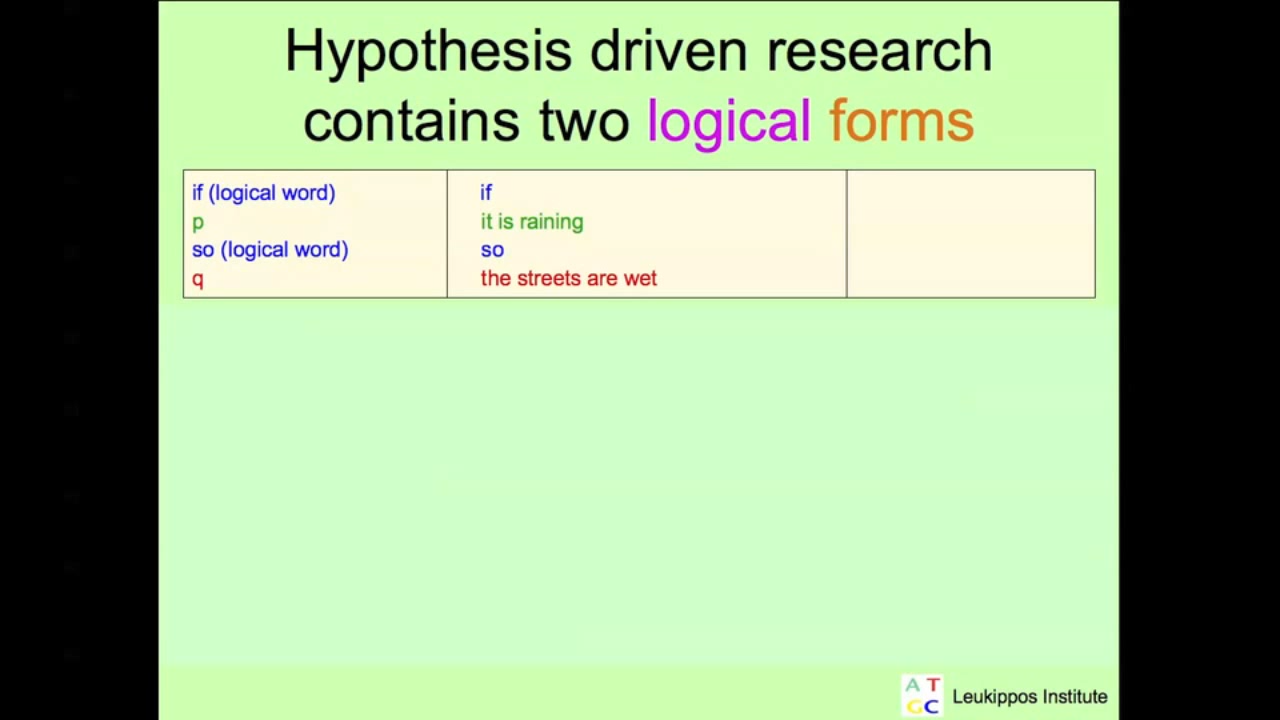 Hypothesis driven research
contains two logical forms
if (logical word)
p
so (logical word)
q
if
it is raining
so
the streets are wet
A T
G C
Leukippos Institute